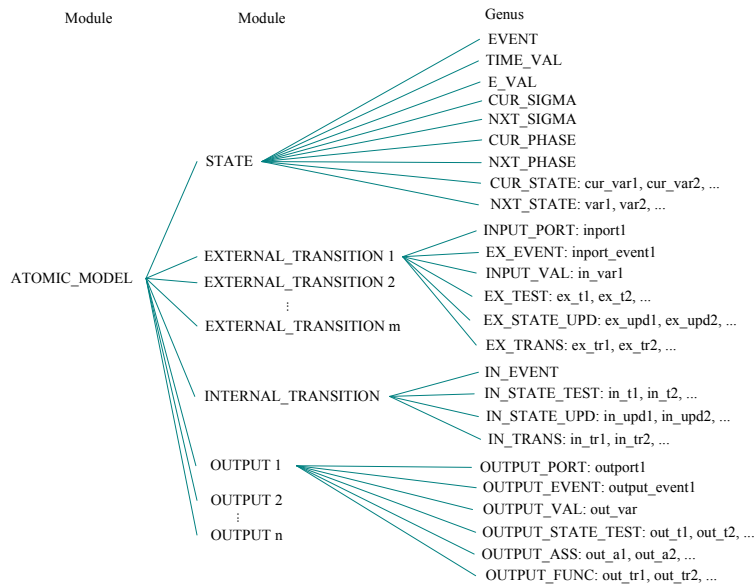 Module
Module
Genus
ATOMIC_MODEL
STATE
EVENT
TIME_VAL
E_VAL
CUR_SIGMA
NXT_SIGMA
CUR_PHASE
NXT_PHASE
CUR_STATE: cur_var1, cur_var2, ...
NXT_STATE: var1, var2, ...
EXTERNAL_TRANSITION 1
EXTERNAL_TRANSITION 2
⋮
EXTERNAL_TRANSITION m
INPUT_PORT: inport1
EX_EVENT: inport_event1
INPUT_VAL: in_var1
EX_TEST: ex_t1, ex_t2, ...
EX_STATE_UPD: ex_upd1, ex_upd2, ...
EX_TRANS: ex_tr1, ex_tr2, ...
INTERNAL_TRANSITION
IN_EVENT
IN_STATE_TEST: in_t1, in_t2, ...
IN_STATE_UPD: in_upd1, in_upd2, ...
IN_TRANS: in_tr1, in_tr2, ...
OUTPUT 1
OUTPUT 2
⋮
OUTPUT n
OUTPUT_PORT: outport1
OUTPUT_EVENT: output_event1
OUTPUT_VAL: out_var
OUTPUT_STATE_TEST: out_t1, out_t2, ...
OUTPUT_ASS: out_a1, out_a2, ...
OUTPUT_FUNC: out_tr1, out_tr2, ...